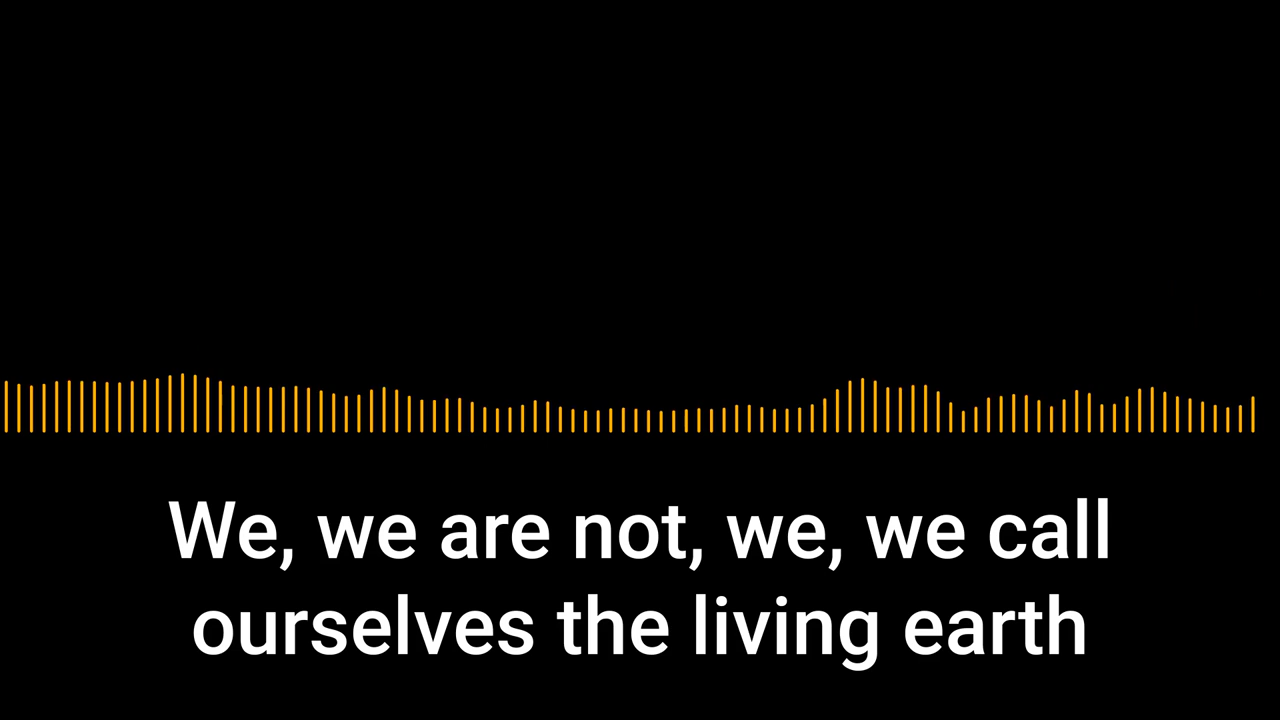 We, we are not, we, we call
ourselves the living earth